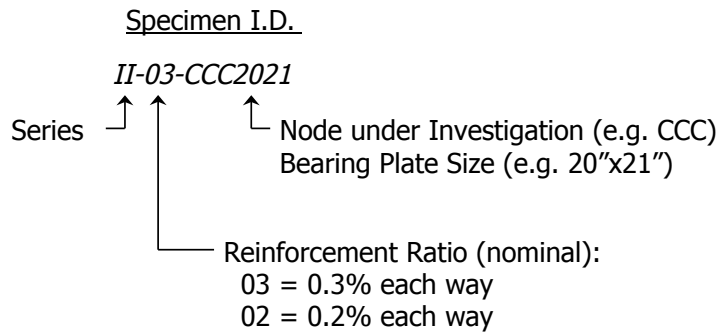 Specimen I.D.
II-03-CCC2021
Series
Node under Investigation (e.g. CCC)
Bearing Plate Size (e.g. 20”x21”)
Reinforcement Ratio (nominal):
03 = 0.3% each way
02 = 0.2% each way